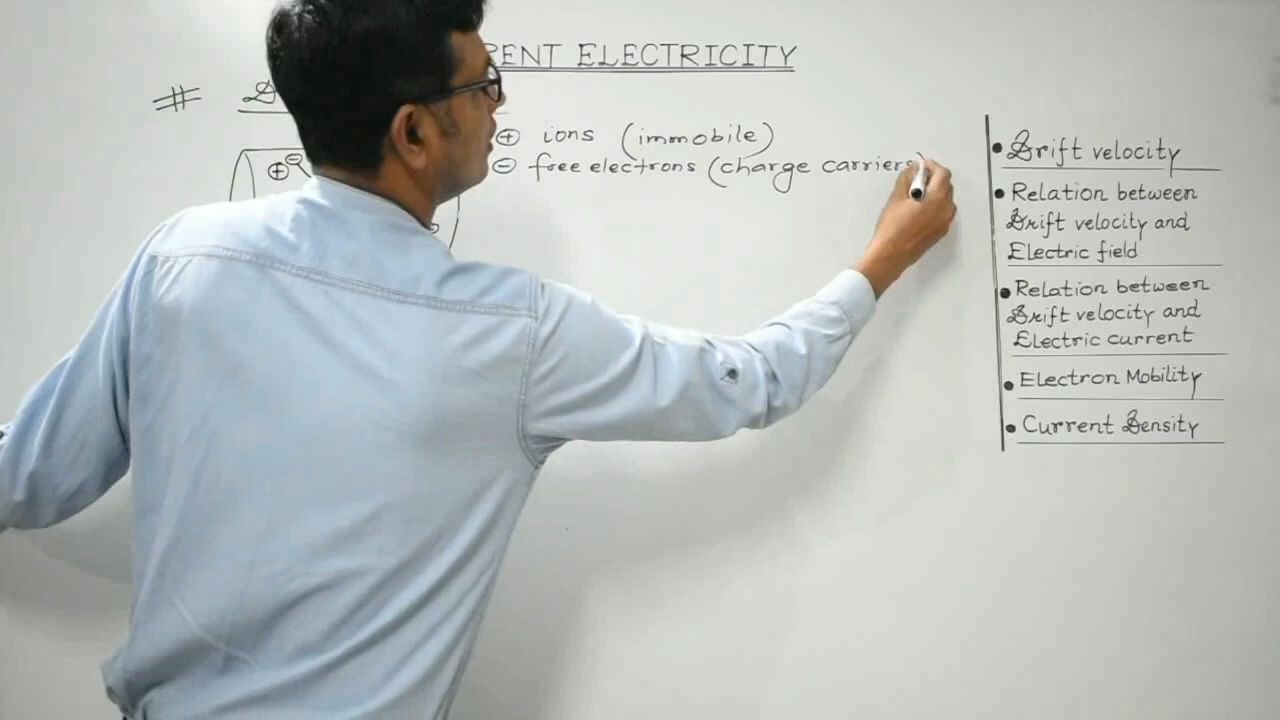 RENT ELECTRICITY
#
⊕ ions (immobile)
⊖ free electrons (charge carriers)
• Drift velocity
• Relation between
Drift velocity and
Electric field
• Relation between
Drift velocity and
Electric current
• Electron Mobility
• Current Density